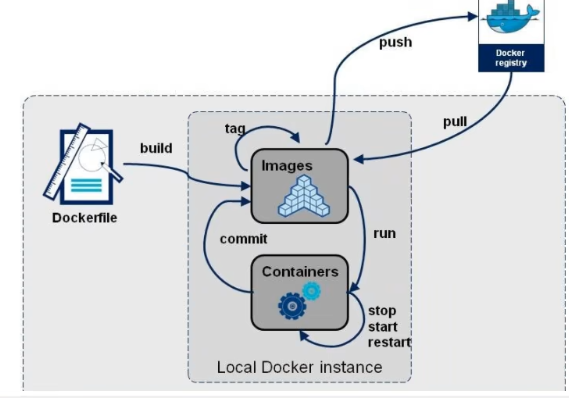 push
Docker
registry
tag
pull
build
Images
Dockerfile
commit
run
Containers
stop
start
restart
Local Docker instance